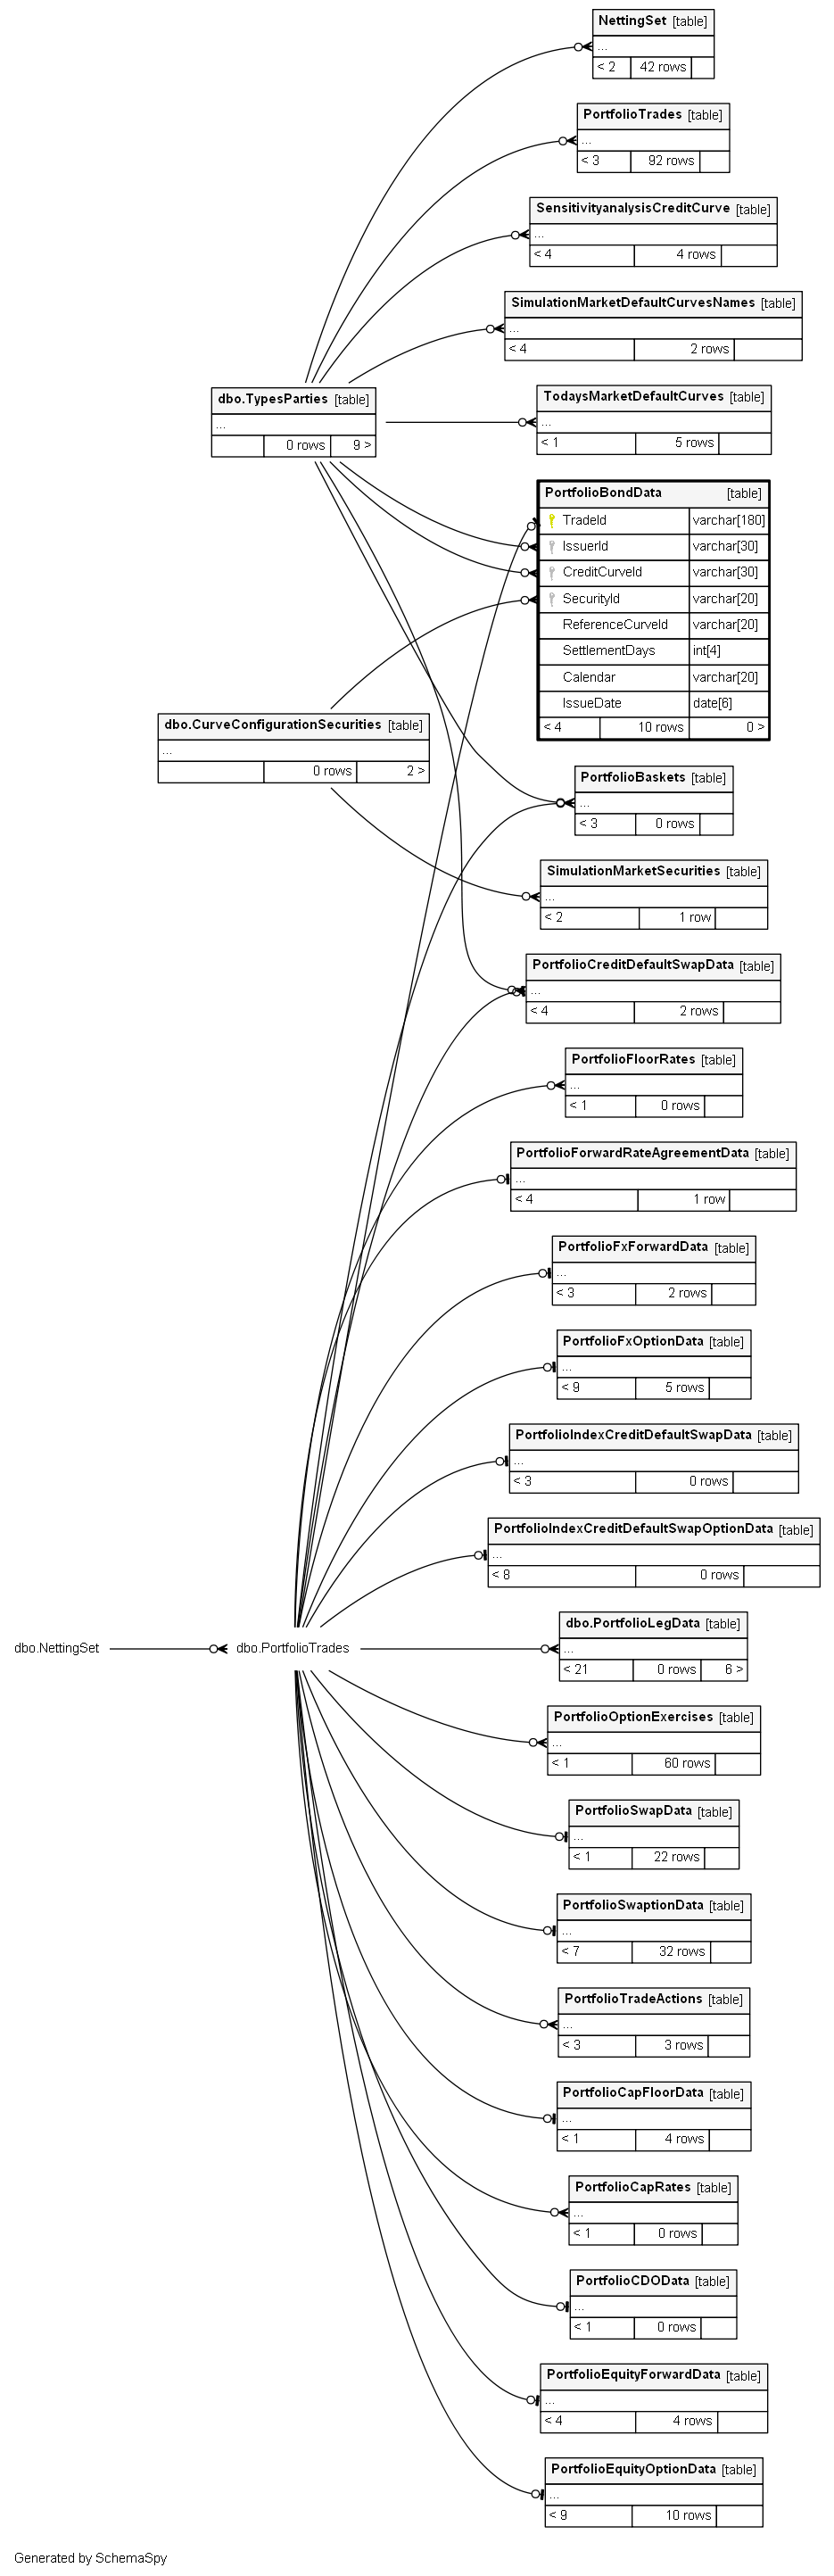 NettingSet [table]
...
< 2 42 rows
PortfolioTrades [table]
...
< 3 92 rows
SensitivityanalysisCreditCurve [table]
...
< 4 4 rows
SimulationMarketDefaultCurvesNames [table]
...
< 4 2 rows
dbo.TypesParties [table]
...
0 rows 9 >
TodaysMarketDefaultCurves [table]
...
< 1 5 rows
PortfolioBondData [table]
TradeId varchar[180]
IssuerId varchar[30]
CreditCurveId varchar[30]
SecurityId varchar[20]
ReferenceCurveId varchar[20]
SettlementDays int[4]
Calendar varchar[20]
IssueDate date[6]
< 4 10 rows 0 >
dbo.CurveConfigurationSecurities [table]
...
0 rows 2 >
PortfolioBaskets [table]
...
< 3 0 rows
SimulationMarketSecurities [table]
...
< 2 1 row
PortfolioCreditDefaultSwapData [table]
...
< 4 2 rows
PortfolioFloorRates [table]
...
< 1 0 rows
PortfolioForwardRateAgreementData [table]
...
< 4 1 row
PortfolioFxForwardData [table]
...
< 3 2 rows
PortfolioFxOptionData [table]
...
< 9 5 rows
PortfolioIndexCreditDefaultSwapData [table]
...
< 3 0 rows
PortfolioIndexCreditDefaultSwapOptionData [table]
...
< 8 0 rows
dbo.NettingSet
dbo.PortfolioTrades
dbo.PortfolioLegData [table]
...
< 21 0 rows 6 >
PortfolioOptionExercises [table]
...
< 1 60 rows
PortfolioSwapData [table]
...
< 1 22 rows
PortfolioSwaptionData [table]
...
< 7 32 rows
PortfolioTradeActions [table]
...
< 3 3 rows
PortfolioCapFloorData [table]
...
< 1 4 rows
PortfolioCapRates [table]
...
< 1 0 rows
PortfolioCDOData [table]
...
< 1 0 rows
PortfolioEquityForwardData [table]
...
< 4 4 rows
PortfolioEquityOptionData [table]
...
< 9 10 rows
Generated by SchemaSpy